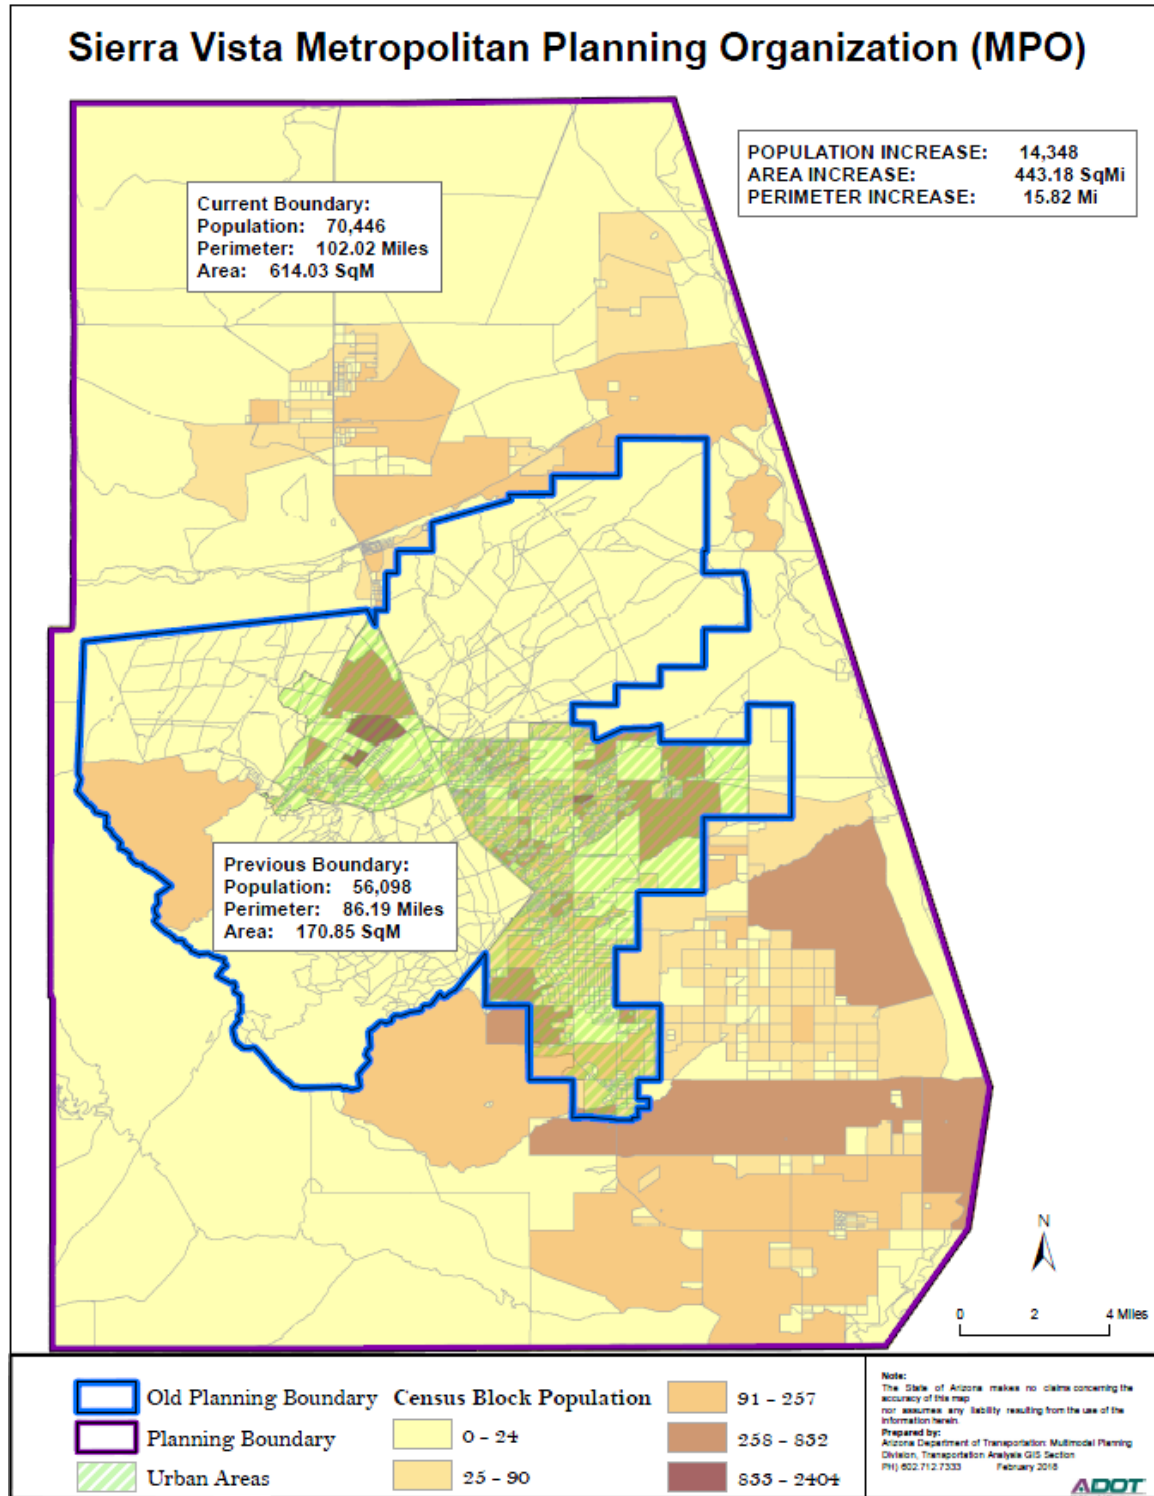 Sierra Vista Metropolitan Planning Organization (MPO)
POPULATION INCREASE: 14,348
AREA INCREASE: 443.18 SqMi
PERIMETER INCREASE: 15.82 Mi
Current Boundary:
Population: 70,446
Perimeter: 102.02 Miles
Area: 614.03 SqM
Previous Boundary:
Population: 56,098
Perimeter: 86.19 Miles
Area: 170.85 SqM
N
0 2 4 Miles
Old Planning Boundary
Planning Boundary
Urban Areas
Census Block Population
0 - 24
25 - 90
91 - 257
258 - 832
833 - 2404
Note:
The State of Arizona makes no claims concerning the
accuracy of this map
nor assumes any liability resulting from the use of the
information herein.
Prepared by:
Arizona Department of Transportation: Multimodal Planning
Division, Transportation Analysis GIS Section
PH) 602.712.7333 February 2018
ADOT